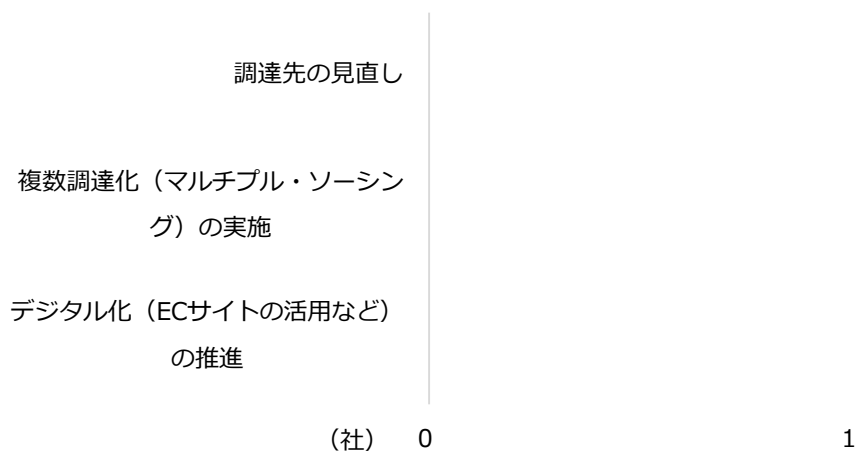 調達先の見直し
複数調達化（マルチプル・ソーシン
グ）の実施
デジタル化（ECサイトの活用など）
の推進
（社） 0 1